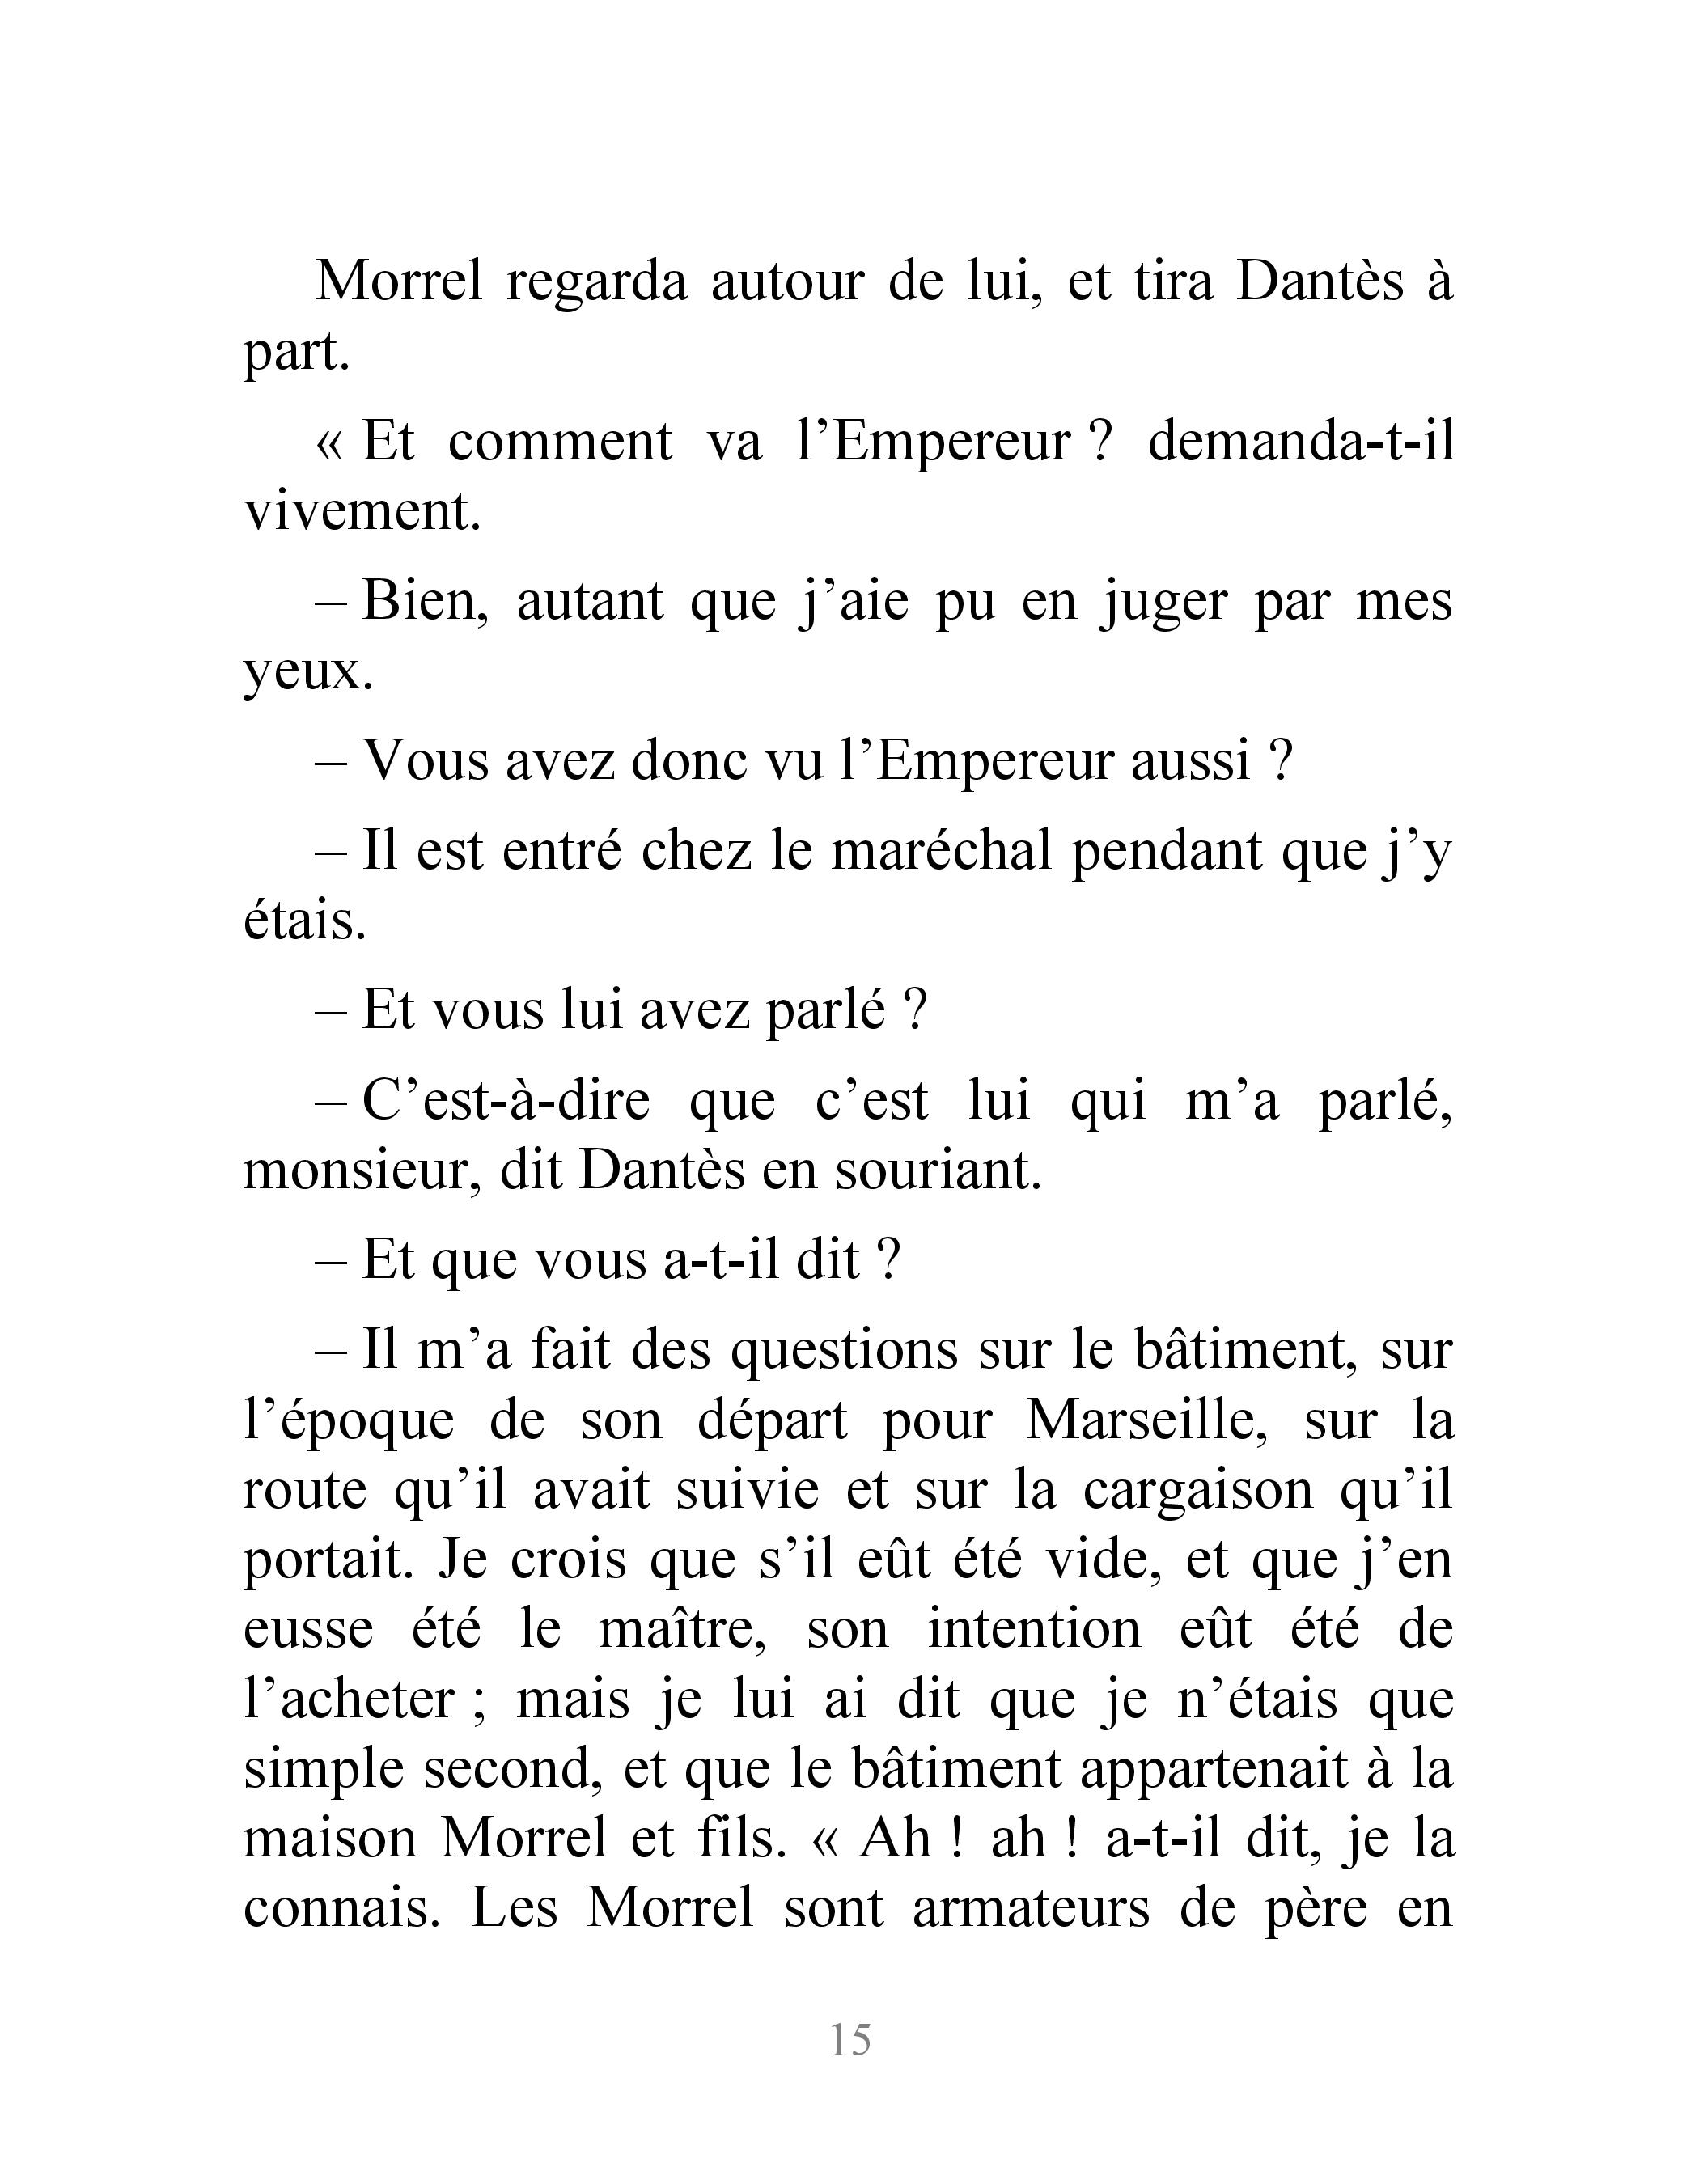 Morrel regarda autour de lui, et tira Dantès à
part.
« Et comment va l’Empereur ? demanda-t-il
vivement.
– Bien, autant que j’aie pu en juger par mes
yeux.
– Vous avez donc vu l’Empereur aussi ?
– Il est entré chez le maréchal pendant que j’y
étais.
– Et vous lui avez parlé ?
– C’est-à-dire que c’est lui qui m’a parlé,
monsieur, dit Dantès en souriant.
– Et que vous a-t-il dit ?
– Il m’a fait des questions sur le bâtiment, sur
l’époque de son départ pour Marseille, sur la
route qu’il avait suivie et sur la cargaison qu’il
portait. Je crois que s’il eût été vide, et que j’en
eusse été le maître, son intention eût été de
l’acheter ; mais je lui ai dit que je n’étais que
simple second, et que le bâtiment appartenait à la
maison Morrel et fils. « Ah ! ah ! a-t-il dit, je la
connais. Les Morrel sont armateurs de père en
15